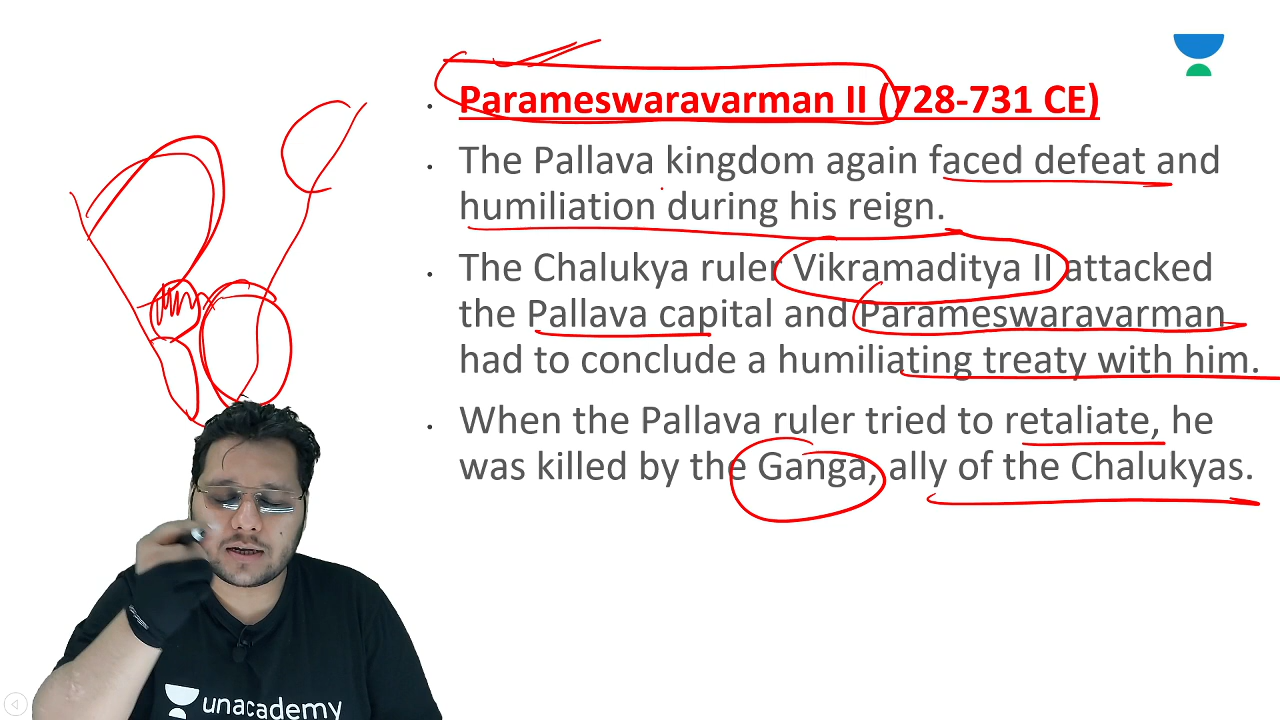 Parameswaravarman II (728-731 CE)
The Pallava kingdom again faced defeat and
humiliation during his reign.
The Chalukya ruler Vikramaditya II attacked
the Pallava capital and Parameswaravarman
had to conclude a humiliating treaty with him.
When the Pallava ruler tried to retaliate, he
was killed by the Ganga, ally of the Chalukyas.
unacademy